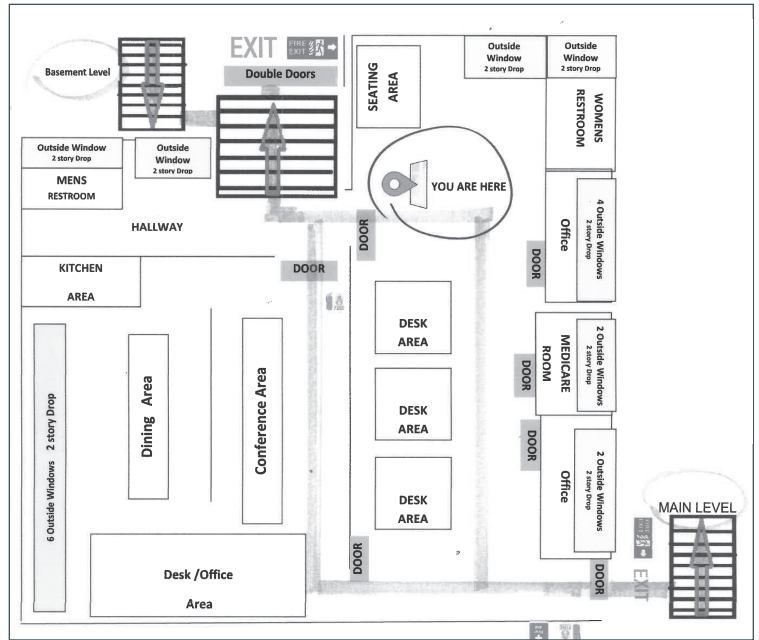 Basement Level
EXIT
FIRE
EXIT
Double Doors
SEATING
AREA
Outside
Window
2 story Drop
Outside
Window
2 story Drop
WOMENS
RESTROOM
Outside Window
2 story Drop
Outside
Window
2 story Drop
MENS
RESTROOM
YOU ARE HERE
HALLWAY
DOOR
DOOR
KITCHEN
AREA
Office
4 Outside Windows
2 story Drop
DOOR
DESK
AREA
DESK
AREA
DESK
AREA
MEDICARE
ROOM
2 Outside Windows
2 story Drop
DOOR
DOOR
Office
2 Outside Windows
2 story Drop
6 Outside Windows 2 story Drop
Dining Area
Conference Area
Desk /Office
Area
DOOR
DOOR
MAIN LEVEL
FIRE
EXIT
EXIT